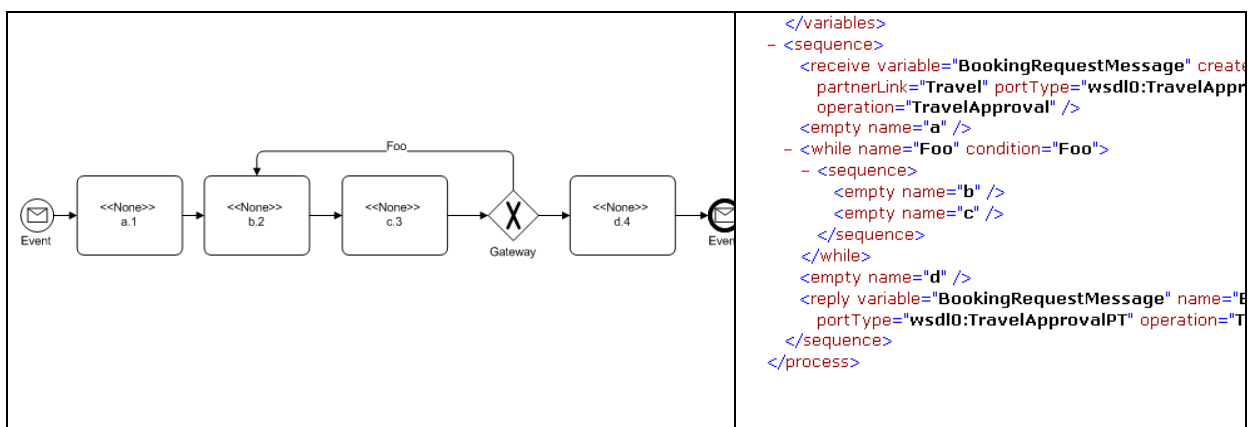 Foo
<<None>>
a.1
<<None>>
b.2
<<None>>
c.3
<<None>>
d.4
Event
Gateway
Even
</variables>
– <sequence>
<receive variable="BookingRequestMessage" create
partnerLink="Travel" portType="wsdl0:TravelAppr
operation="TravelApproval" />
<empty name="a" />
– <while name="Foo" condition="Foo">
– <sequence>
<empty name="b" />
<empty name="c" />
</sequence>
</while>
<empty name="d" />
<reply variable="BookingRequestMessage" name="E
portType="wsdl0:TravelApprovalPT" operation="T
</sequence>
</process>